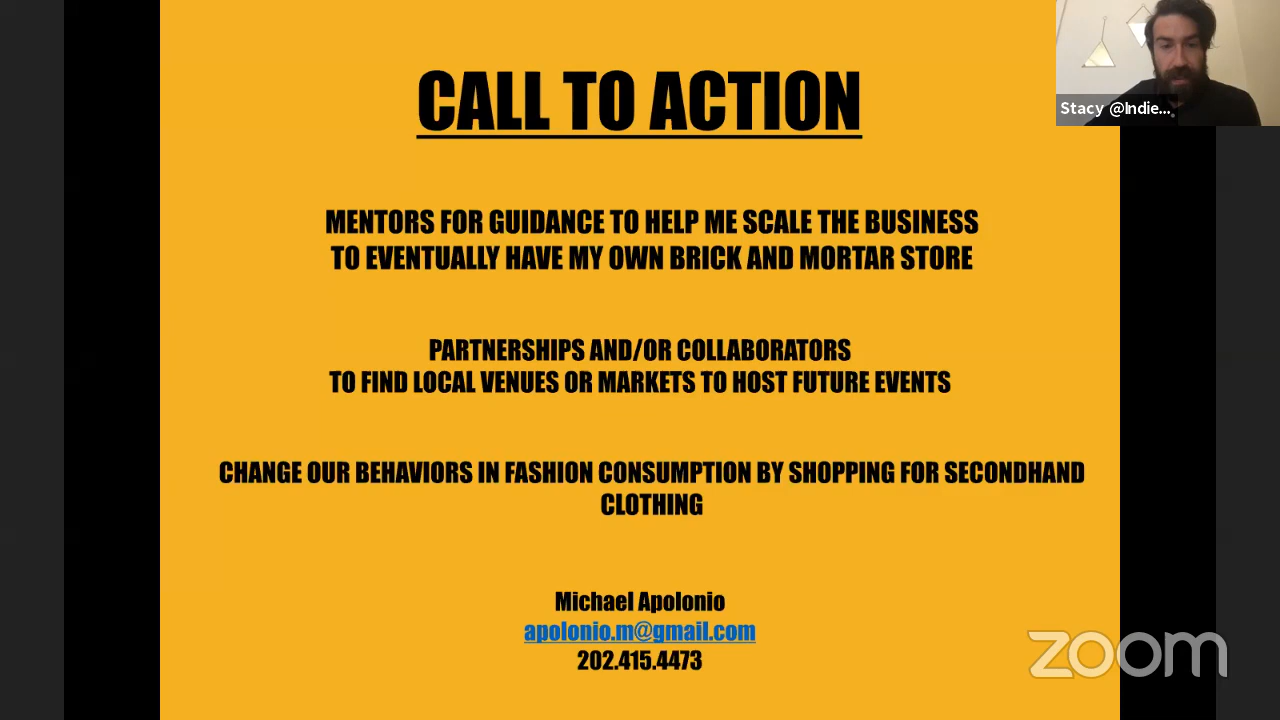 CALL TO ACTION
Stacy @Indie...
MENTORS FOR GUIDANCE TO HELP ME SCALE THE BUSINESS
TO EVENTUALLY HAVE MY OWN BRICK AND MORTAR STORE
PARTNERSHIPS AND/OR COLLABORATORS
TO FIND LOCAL VENUES OR MARKETS TO HOST FUTURE EVENTS
CHANGE OUR BEHAVIORS IN FASHION CONSUMPTION BY SHOPPING FOR SECONDHAND
CLOTHING
Michael Apolonio
apolonio.m@gmail.com
202.415.4473
zoom